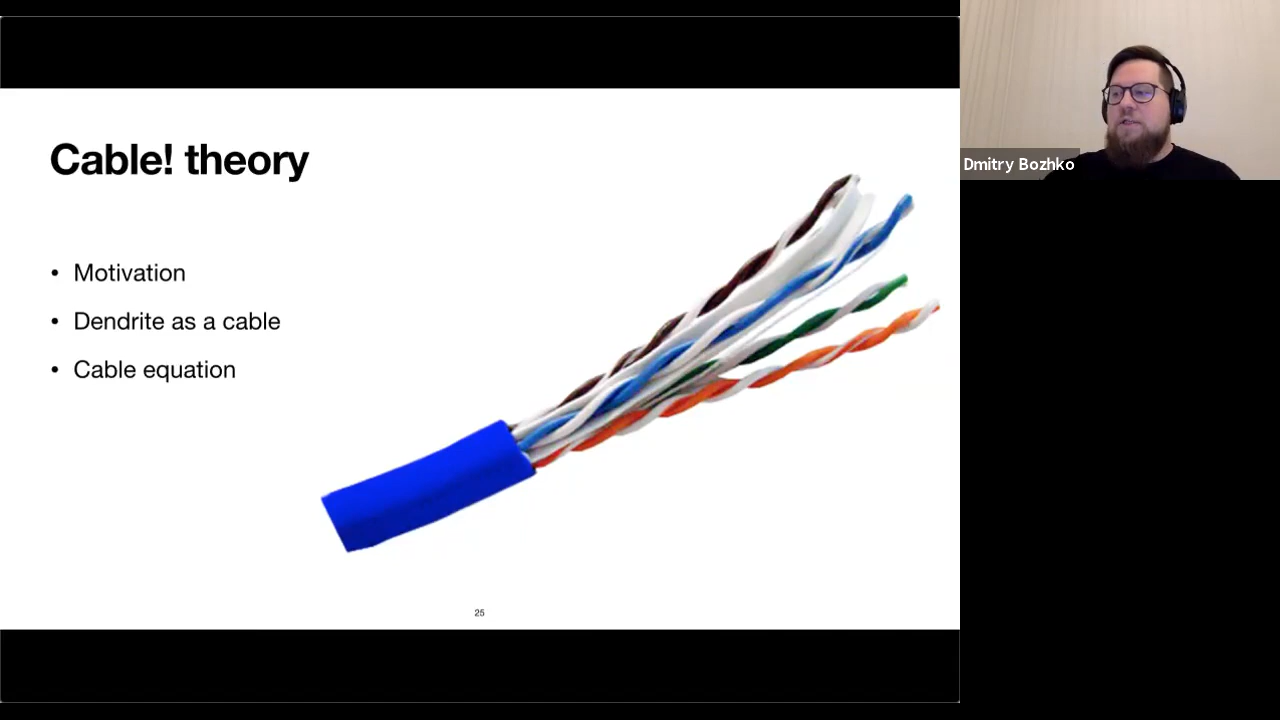 Cable! theory
• Motivation
• Dendrite as a cable
• Cable equation
25
Dmitry Bozhko